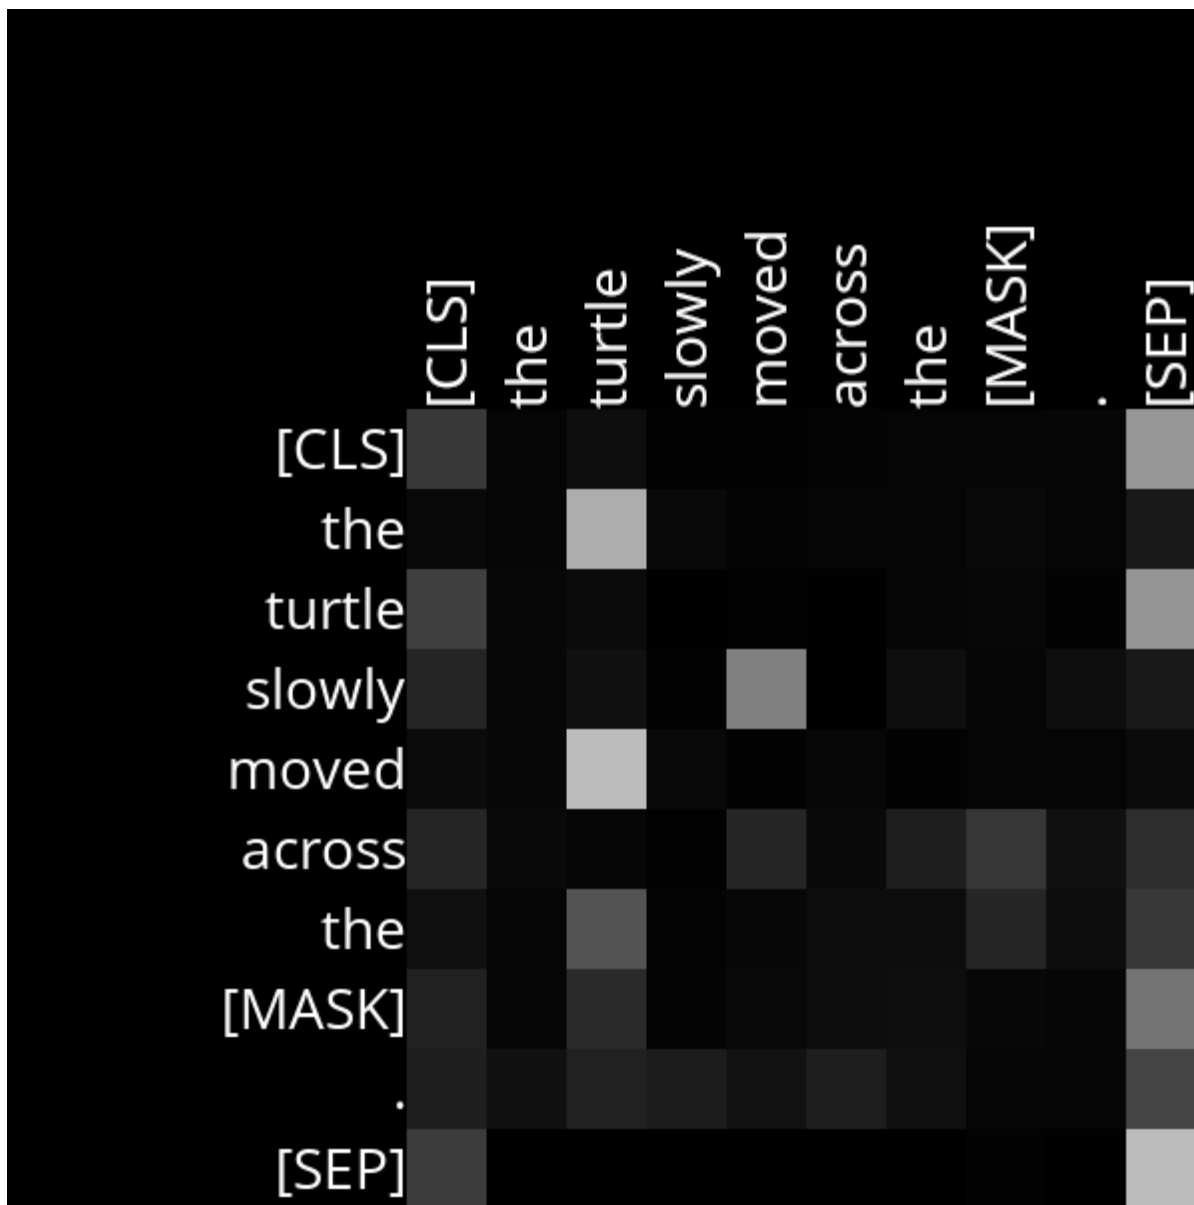 [CLS] the turtle slowly moved across the [MASK] . [SEP]
[CLS]
the
turtle
slowly
moved
across
the
[MASK]
.
[SEP]